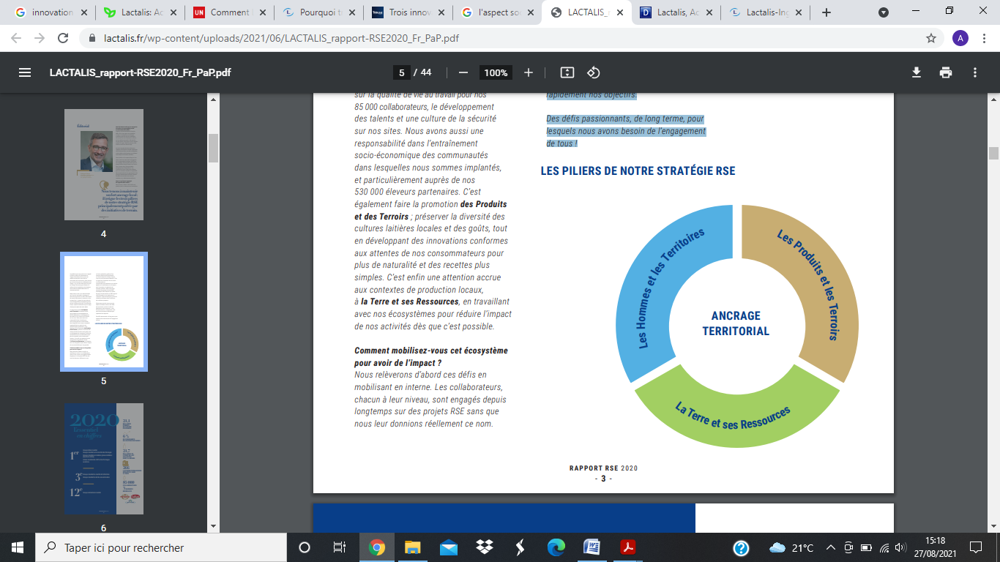 innovation
Lactalis: Ac
Comment l
Pourquoi t
Trois innov
l'aspect so
LACTALIS_r
Lactalis, Ac
Lactalis-Ing
lactalis.fr/wp-content/uploads/2021/06/LACTALIS_rapport-RSE2020_Fr_PaP.pdf
A
LACTALIS_rapport-RSE2020_Fr_PaP.pdf
5 / 44
100%
Éditorial
4
5
2020
L'essentiel
en chiffres
1er
3e
12e
6
sur la qualité de vie au travail pour nos
85 000 collaborateurs, le développement
des talents et une culture de la sécurité
sur nos sites. Nous avons aussi une
responsabilité dans l'entraînement
socio-économique des communautés
dans lesquelles nous sommes implantés,
et particulièrement auprès de nos
530 000 éleveurs partenaires. C'est
également faire la promotion des Produits
et des Terroirs ; préserver la diversité des
cultures laitières locales et des goûts, tout
en développant des innovations conformes
aux attentes de nos consommateurs pour
plus de naturalité et des recettes plus
simples. C'est enfin une attention accrue
aux contextes de production locaux,
à la Terre et ses Ressources, en travaillant
avec nos écosystèmes pour réduire l'impact
de nos activités dès que c'est possible.
Comment mobilisez-vous cet écosystème
pour avoir de l'impact ?
Nous relèverons d'abord ces défis en
mobilisant en interne. Les collaborateurs,
chacun à leur niveau, sont engagés depuis
longtemps sur des projets RSE sans que
nous leur donnions réellement ce nom.
rapidement nos objectifs.
Des défis passionnants, de long terme, pour
lesquels nous avons besoin de l'engagement
de tous !
LES PILIERS DE NOTRE STRATÉGIE RSE
Les Hommes et les Territoires
Les Produits et les Terroirs
ANCRAGE
TERRITORIAL
La Terre et ses Ressources
RAPPORT RSE 2020
- 3 -
Taper ici pour rechercher
21°C
15:18
27/08/2021